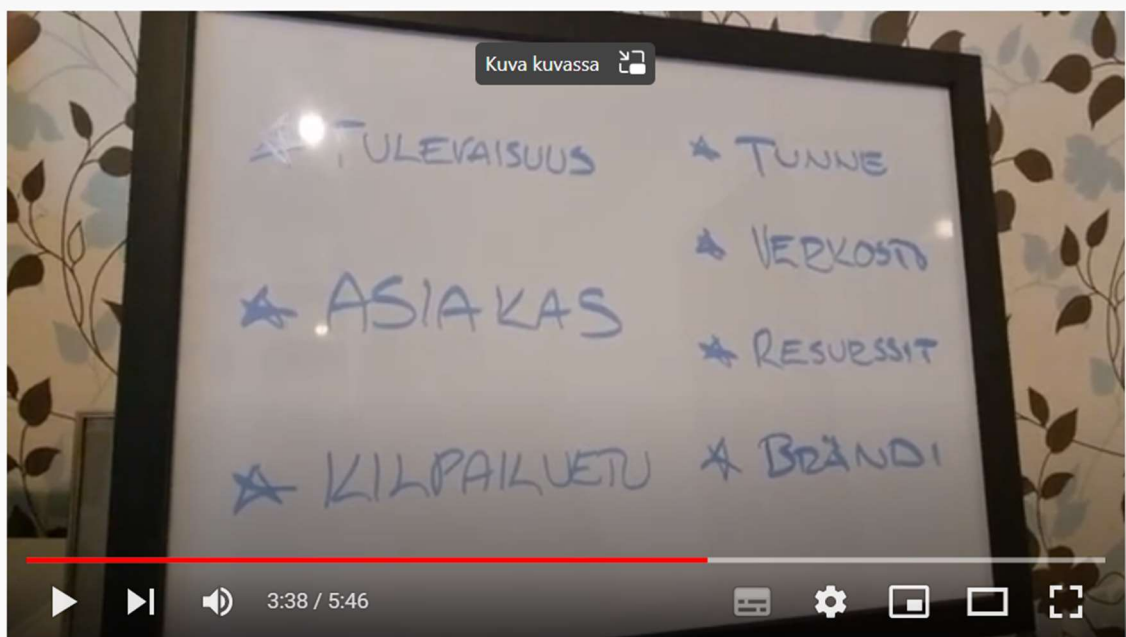 Kuva kuvassa
TULEVAISUUS
ASIAKAS
KILPAILUETU
TUNNE
VERKOSTO
RESURSSIT
BRÄNDI
3:38 / 5:46